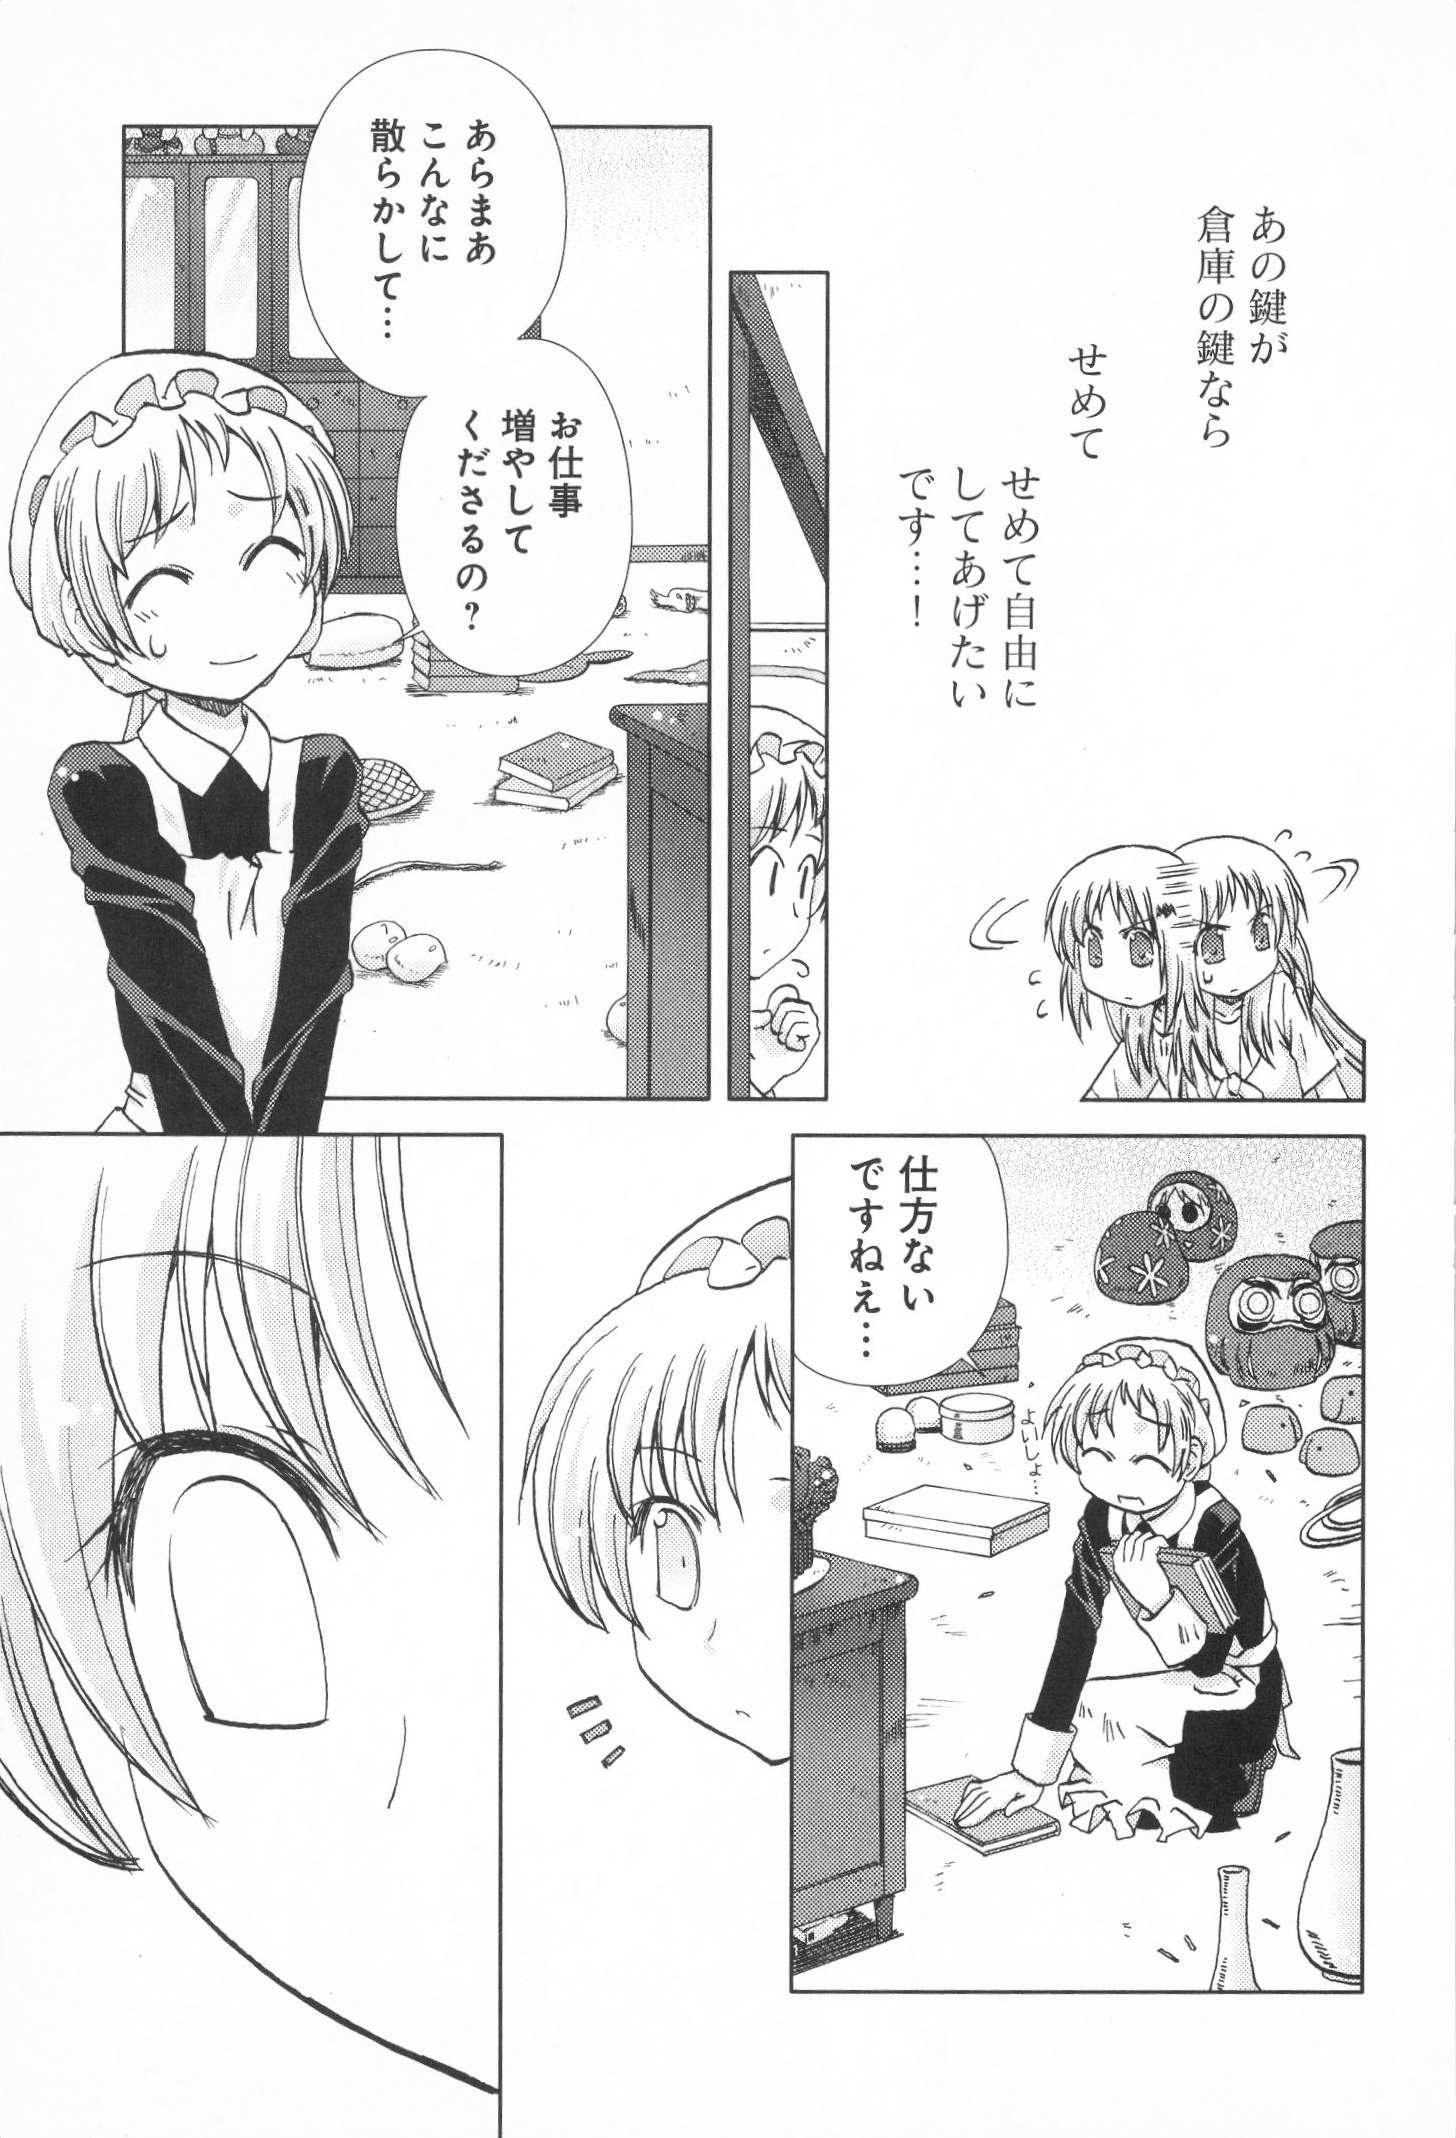 あの鍵が
倉庫の鍵なら
せめて
せめて自由に
してあげたい
です…！
あらまあ
こんなに
散らかして…
お仕事
増やして
くださるの？
仕方ない
ですねえ…
よいしょ…